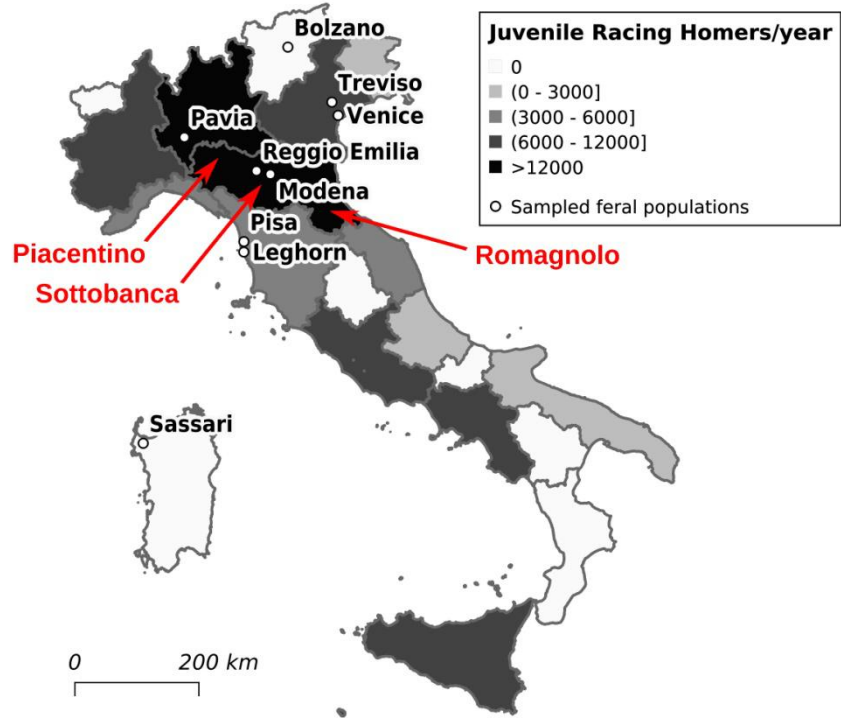 Bolzano
Treviso
Venice
Pavia
Reggio Emilia
Modena
Pisa
Leghorn
Piacentino
Sottobanca
Romagnolo
Sassari
0 200 km
Juvenile Racing Homers/year
0
(0 - 3000]
(3000 - 6000]
(6000 - 12000]
>12000
Sampled feral populations